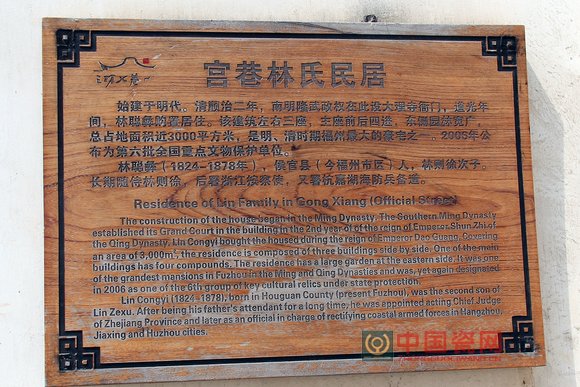 三坊七巷
宫巷林氏民居
始建于明代。清顺治二年，南明隆武政权在此设大理寺衙门，道光年
间，林聪彝购置居住。该建筑左右三座，主座前后四进，东侧园林宽广，
总占地面积近3000平方米，是明、清时期福州最大的豪宅之一。2006年公
布为第六批全国重点文物保护单位。
林聪彝（1824-1878年），侯官县（今福州市区）人，林则徐次子。
长期随侍林则徐，后署浙江按察使，又署杭嘉湖海防兵备道。
Residence of Lin Family in Gong Xiang (Official Street)
The construction of the house began in the Ming Dynasty. The Southern Ming Dynasty
established its Grand Court in the building in the 2nd year of of the reign of Emperor Shun Zhi of
the Qing Dynasty. Lin Congyi bought the housed during the reign of Emperor Dao Guang. Covering
an area of 3,000m², the residence is composed of three buildings side by side. One of the main
buildings has four compounds. The residence has a large garden at the eastern side. It was one
of the grandest mansions in Fuzhou in the Ming and Qing Dynasties and was, yet again designated
in 2006 as one of the 6th group of key cultural relics under state protection.
Lin Congyi (1824-1878), born in Houguan County (present Fuzhou), was the second son of
Lin Zexu. After being his father's attendant for a long time, he was appointed acting Chief Judge
of Zhejiang Province and later as an official in charge of rectifying coastal armed forces in Hangzhou,
Jiaxing and Huzhou cities.
中国瓷网